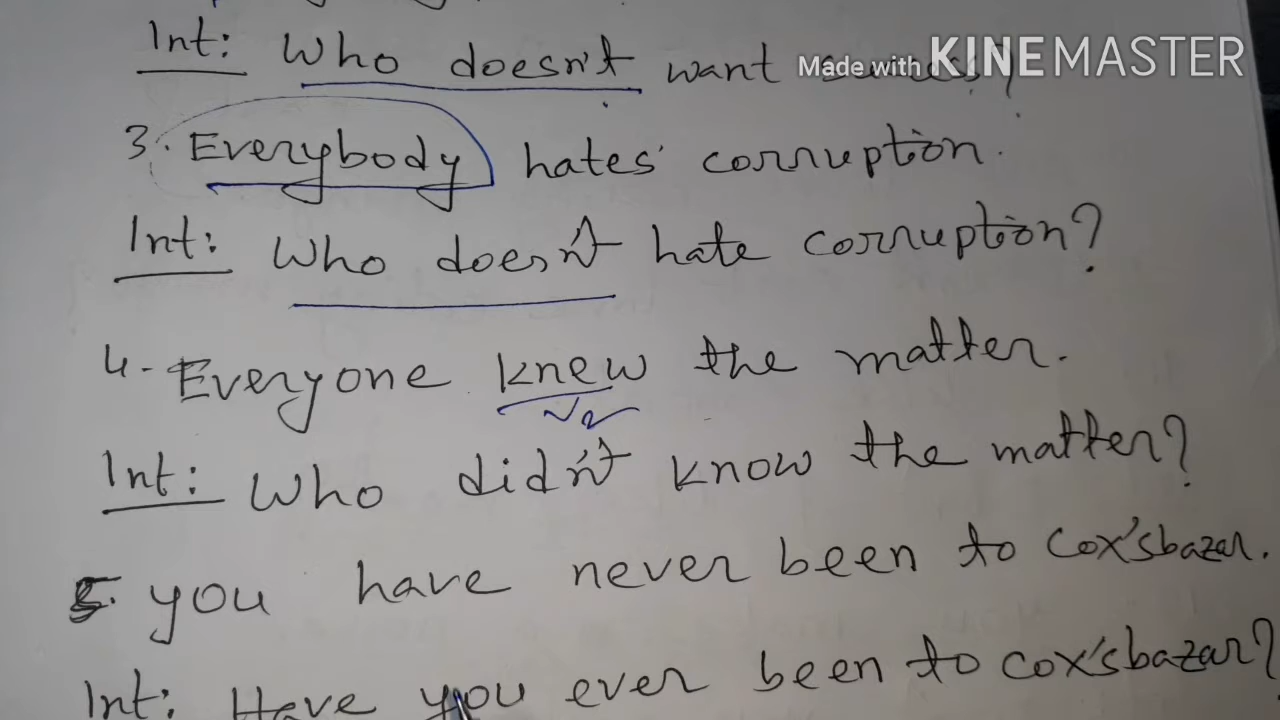 Int: Who doesn't want success?
Made with KINEMASTER
3. Everybody hates corruption.
Int: Who doesn't hate corruption?
4. Everyone knew the matter.
V2
Int: Who didn't know the matter?
5. you have never been to Cox'sbazar.
Int: Have you ever been to Cox'sbazar?